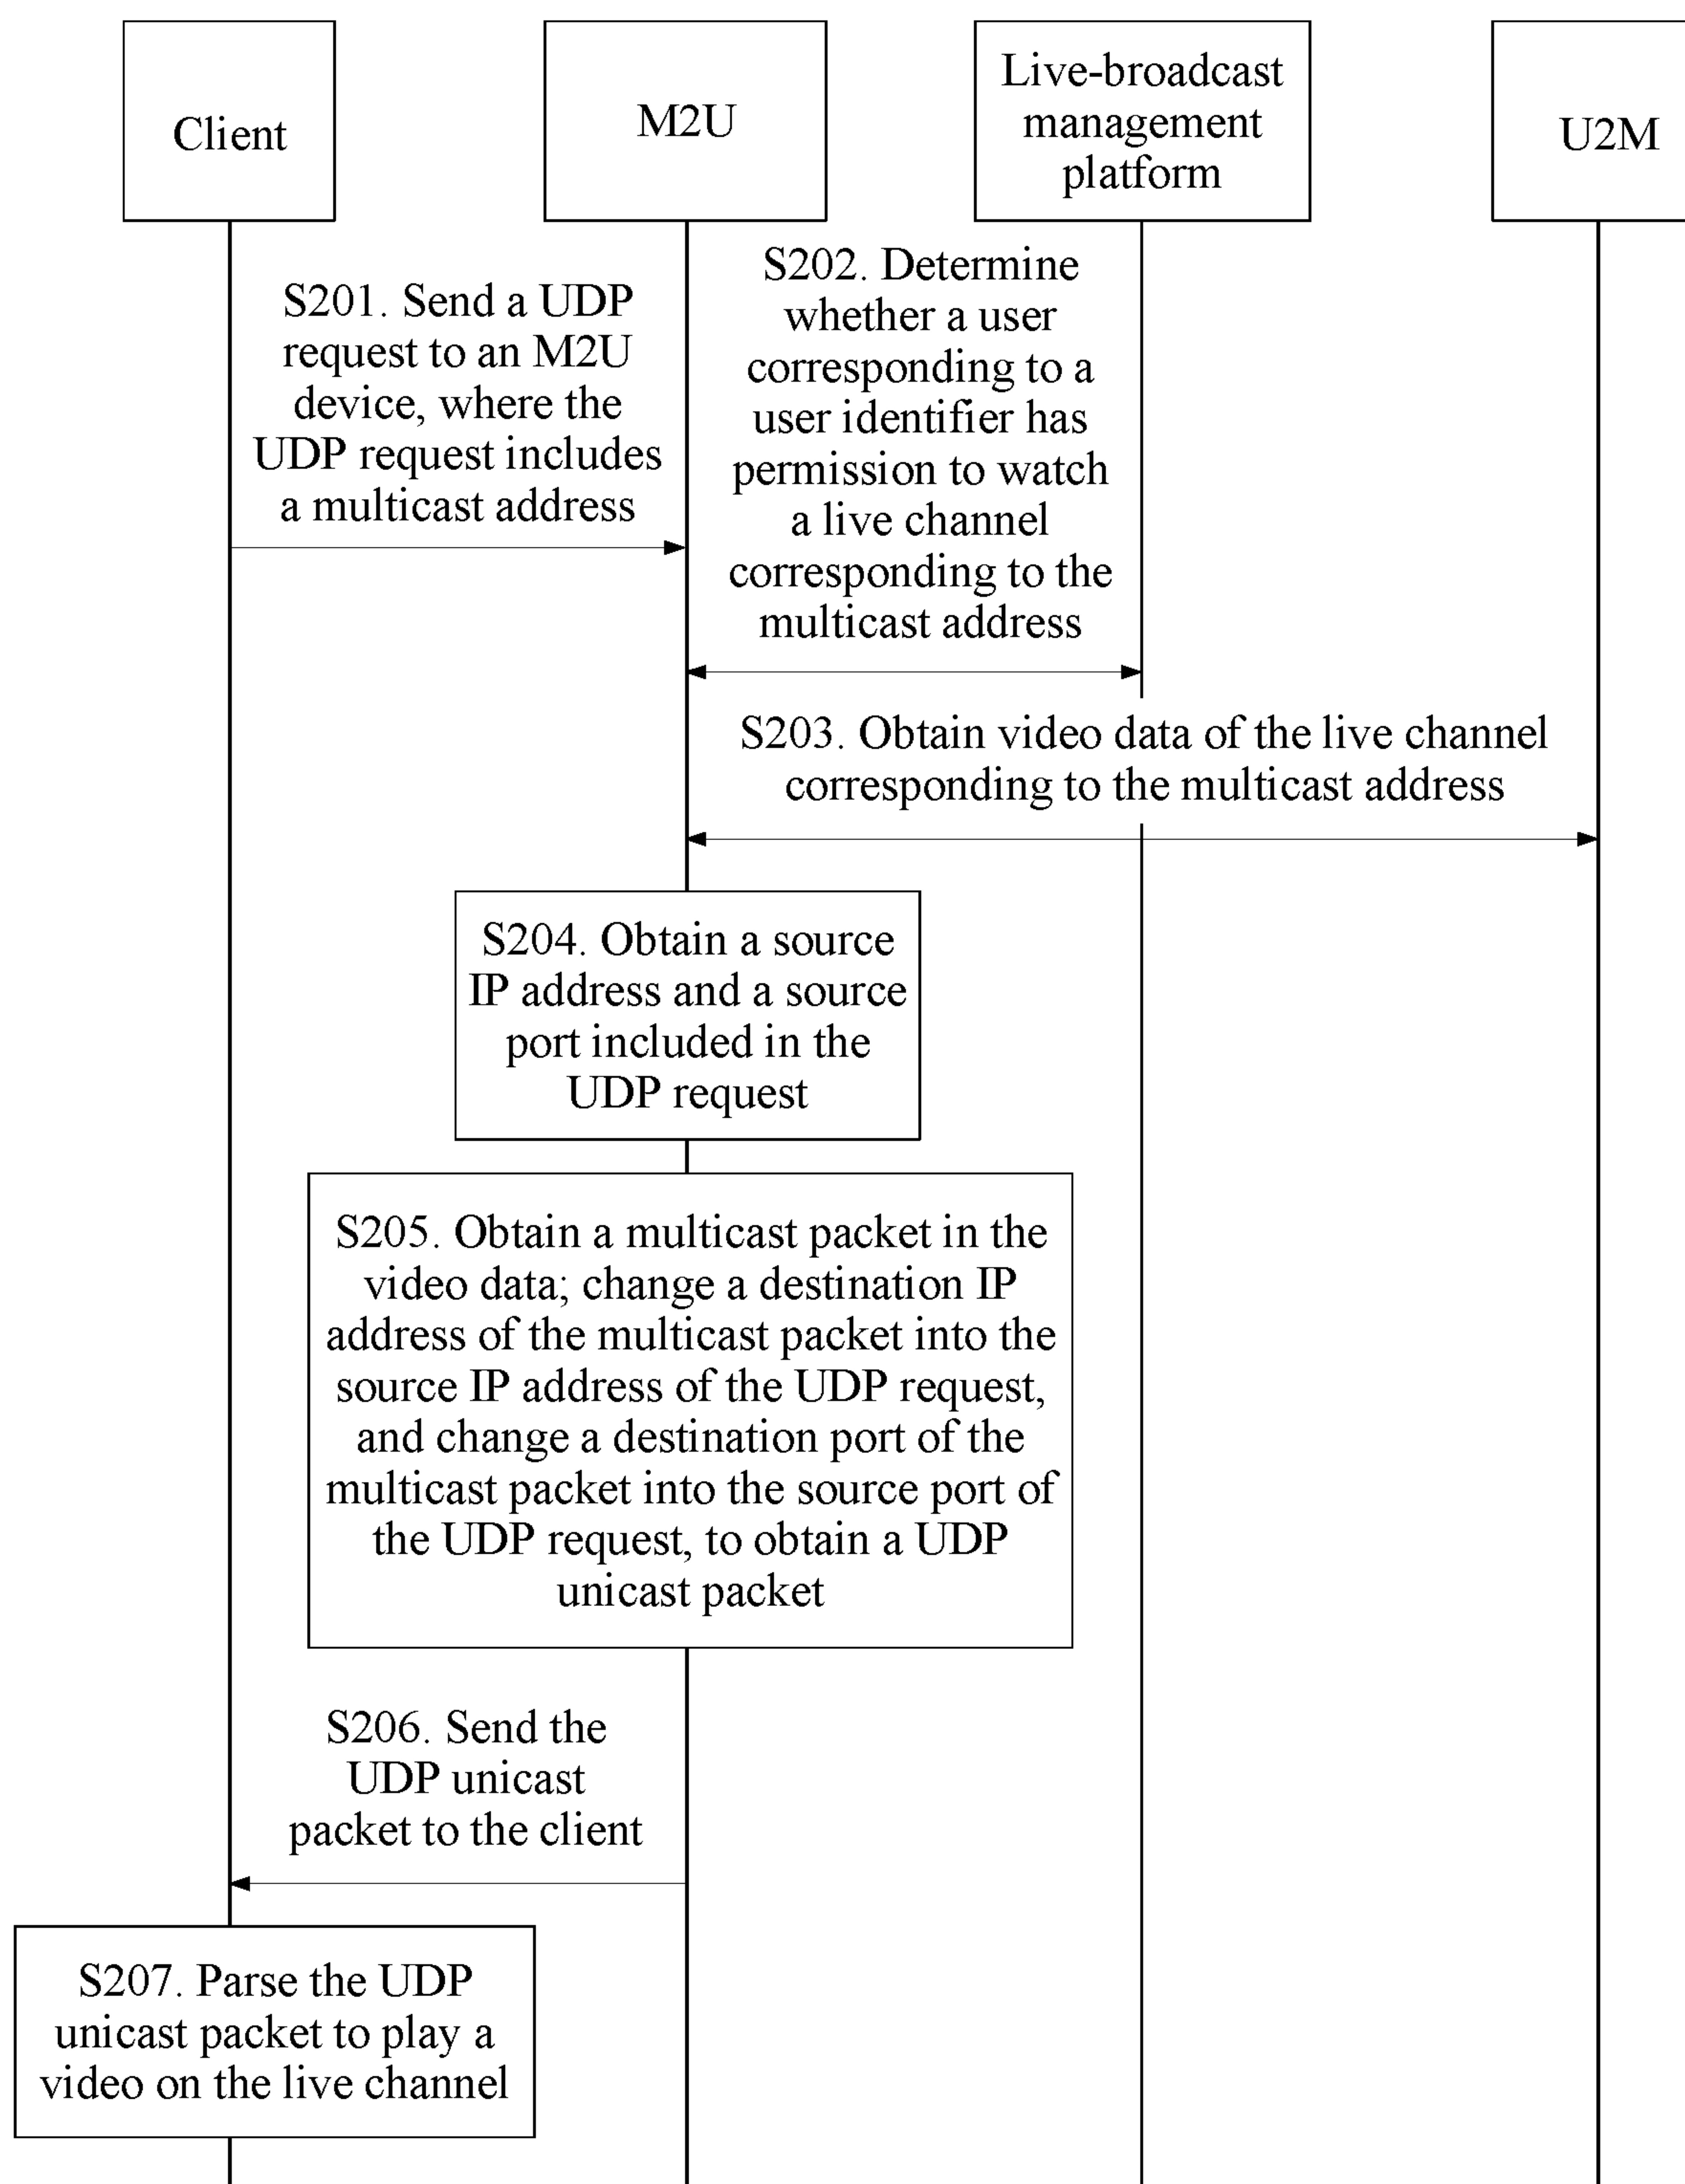 Client
M2U
Live-broadcast
management
platform
U2M
S201. Send a UDP
request to an M2U
device, where the
UDP request includes
a multicast address
S202. Determine
whether a user
corresponding to a
user identifier has
permission to watch
a live channel
corresponding to the
multicast address
S203. Obtain video data of the live channel
corresponding to the multicast address
S204. Obtain a source
IP address and a source
port included in the
UDP request
S205. Obtain a multicast packet in the
video data; change a destination IP
address of the multicast packet into the
source IP address of the UDP request,
and change a destination port of the
multicast packet into the source port of
the UDP request, to obtain a UDP
unicast packet
S206. Send the
UDP unicast
packet to the client
S207. Parse the UDP
unicast packet to play a
video on the live channel